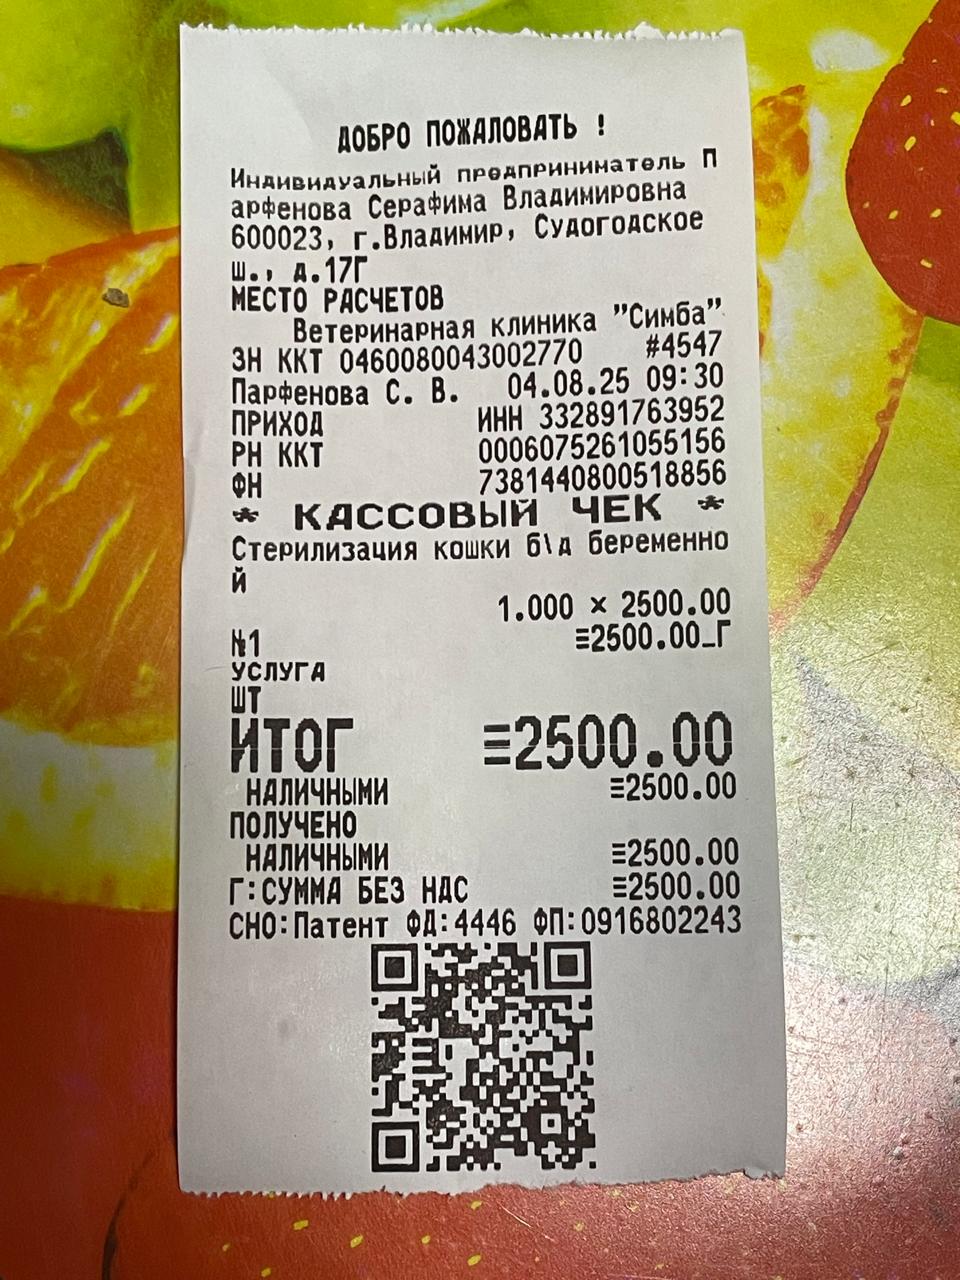 ДОБРО ПОЖАЛОВАТЬ !
Индивидуальный предприниматель П
арфенова Серафима Владимировна
600023, г.Владимир, Судогодское
ш., д.17Г
МЕСТО РАСЧЕТОВ
Ветеринарная клиника "Симба"
ЗН ККТ 0460080043002770 #4547
Парфенова С. В. 04.08.25 09:30
ПРИХОД ИНН 332891763952
РН ККТ 0006075261055156
ФН 7381440800518856
* КАССОВЫЙ ЧЕК *
Стерилизация кошки б\д беременно
й
1.000 × 2500.00
№1 ≡2500.00_Г
УСЛУГА
ШТ
ИТОГ ≡2500.00
НАЛИЧНЫМИ ≡2500.00
ПОЛУЧЕНО
НАЛИЧНЫМИ ≡2500.00
Г:СУММА БЕЗ НДС ≡2500.00
СНО:Патент ФД:4446 ФП:0916802243